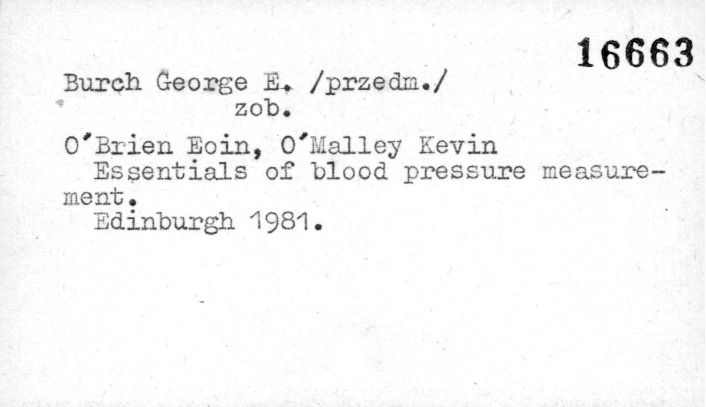 16663
Burch George E. /przedm./
zob.
O'Brien Eoin, O'Malley Kevin
Essentials of blood pressure measure-
ment.
Edinburgh 1981.